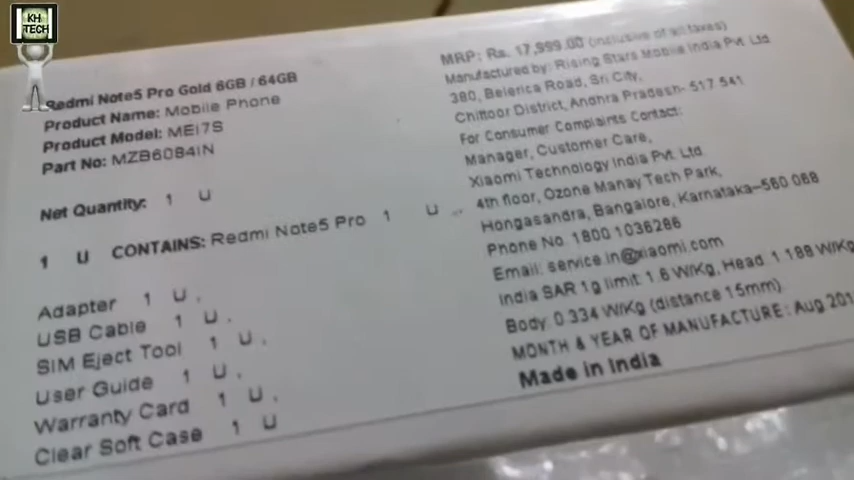 KH
TECH
Redmi Note5 Pro Gold 6GB / 64GB
Product Name: Mobile Phone
Product Model: MEI7S
Part No: MZB6084IN
Net Quantity: 1 U
1 U CONTAINS: Redmi Note5 Pro 1 U
Adapter 1 U
USB Cable 1 U
SIM Eject Tool 1 U
User Guide 1 U
Warranty Card 1 U
Clear Soft Case 1 U
MRP: Rs. 17,999.00 (inclusive of all taxes)
Manufactured by: Rising Stars Mobile India Pvt. Ltd
380, Belerica Road, Sri City,
Chittoor District, Andhra Pradesh- 517 541
For Consumer Complaints Contact:
Manager, Customer Care,
Xiaomi Technology India Pvt. Ltd.
4th floor, Ozone Manay Tech Park,
Hongasandra, Bangalore, Karnataka-560 068
Phone No. 1800 1036286
Email: service.in@xiaomi.com
India SAR 1g limit: 1.6 W/Kg, Head: 1.188 W/Kg
Body: 0.334 W/Kg (distance 15mm)
MONTH & YEAR OF MANUFACTURE: Aug 201
Made in India